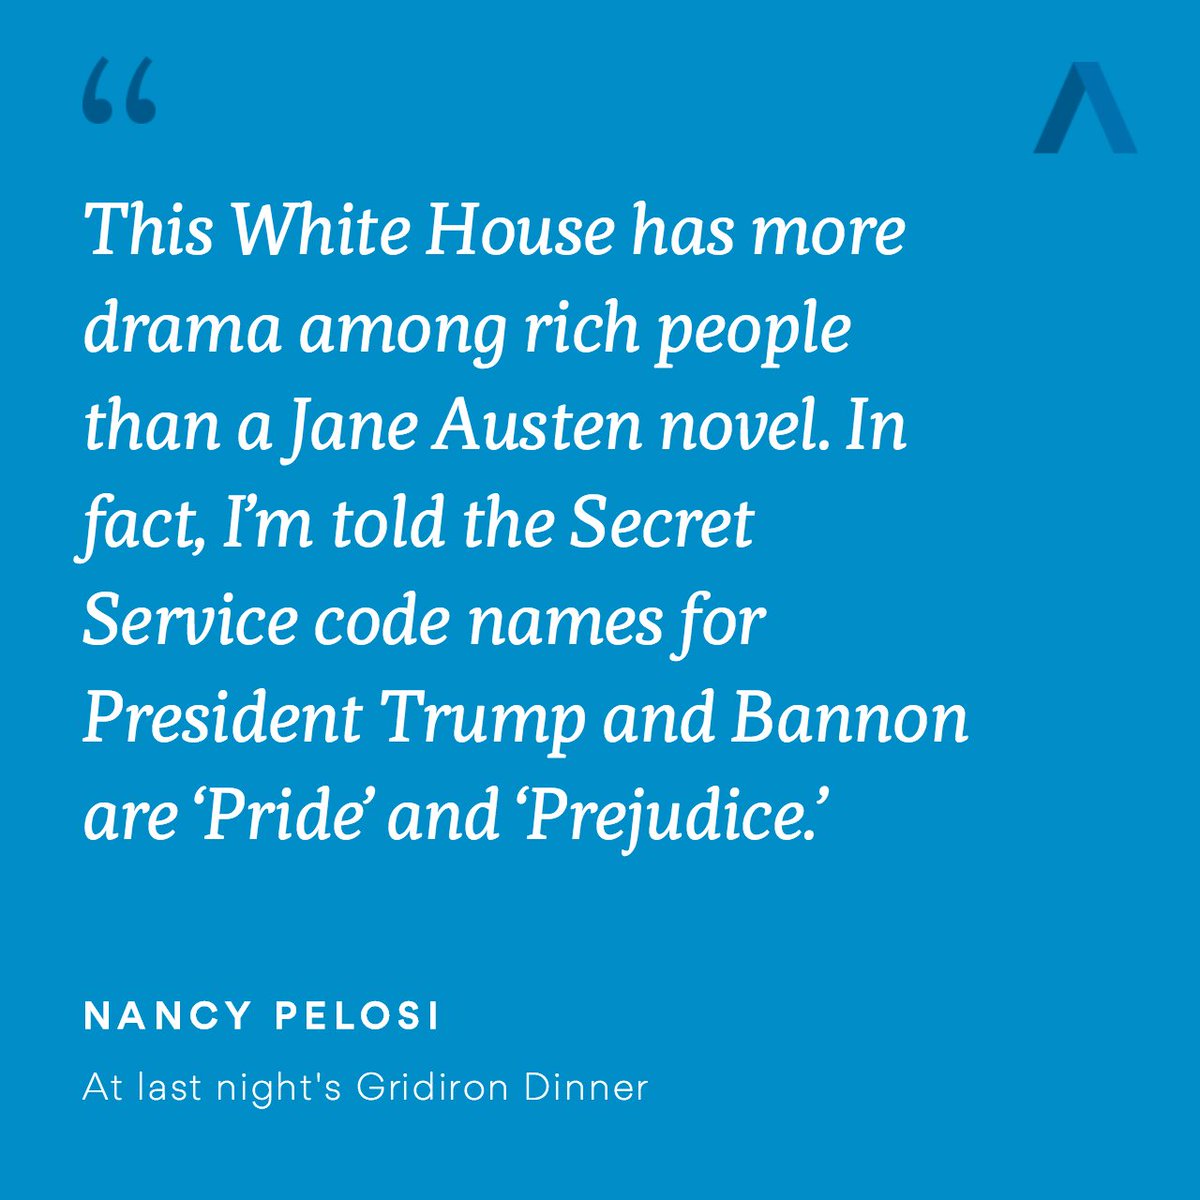 “
This White House has more
drama among rich people
than a Jane Austen novel. In
fact, I’m told the Secret
Service code names for
President Trump and Bannon
are ‘Pride’ and ‘Prejudice.’
NANCY PELOSI
At last night's Gridiron Dinner